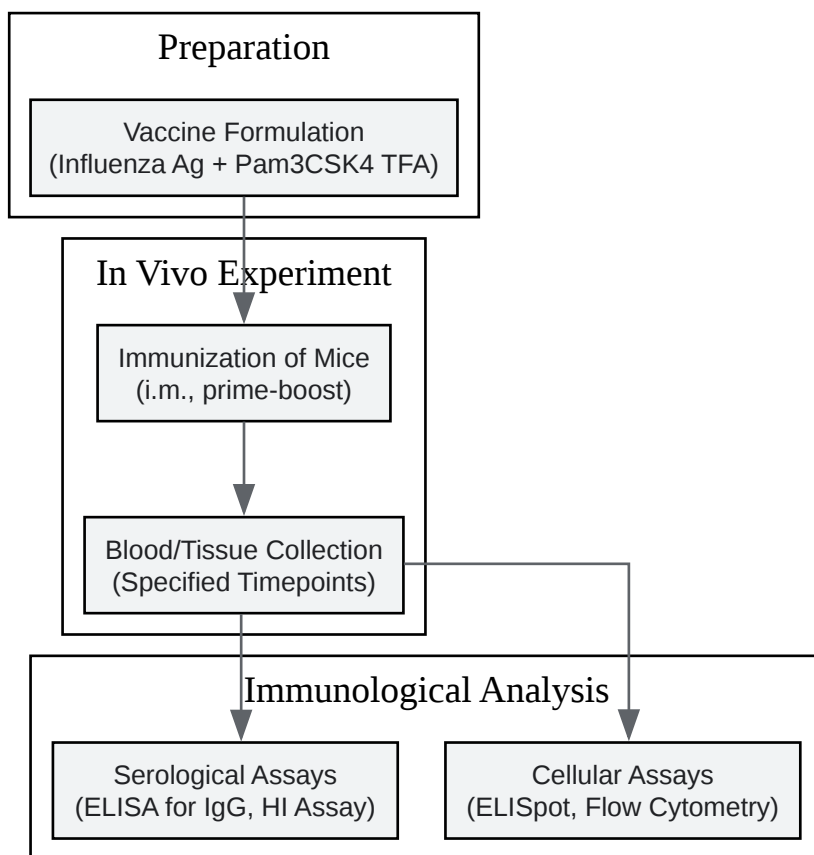 Preparation
Vaccine Formulation
(Influenza Ag + Pam3CSK4 TFA)
In Vivo Experiment
Immunization of Mice
(i.m., prime-boost)
Blood/Tissue Collection
(Specified Timepoints)
Immunological Analysis
Serological Assays
(ELISA for IgG, HI Assay)
Cellular Assays
(ELISpot, Flow Cytometry)